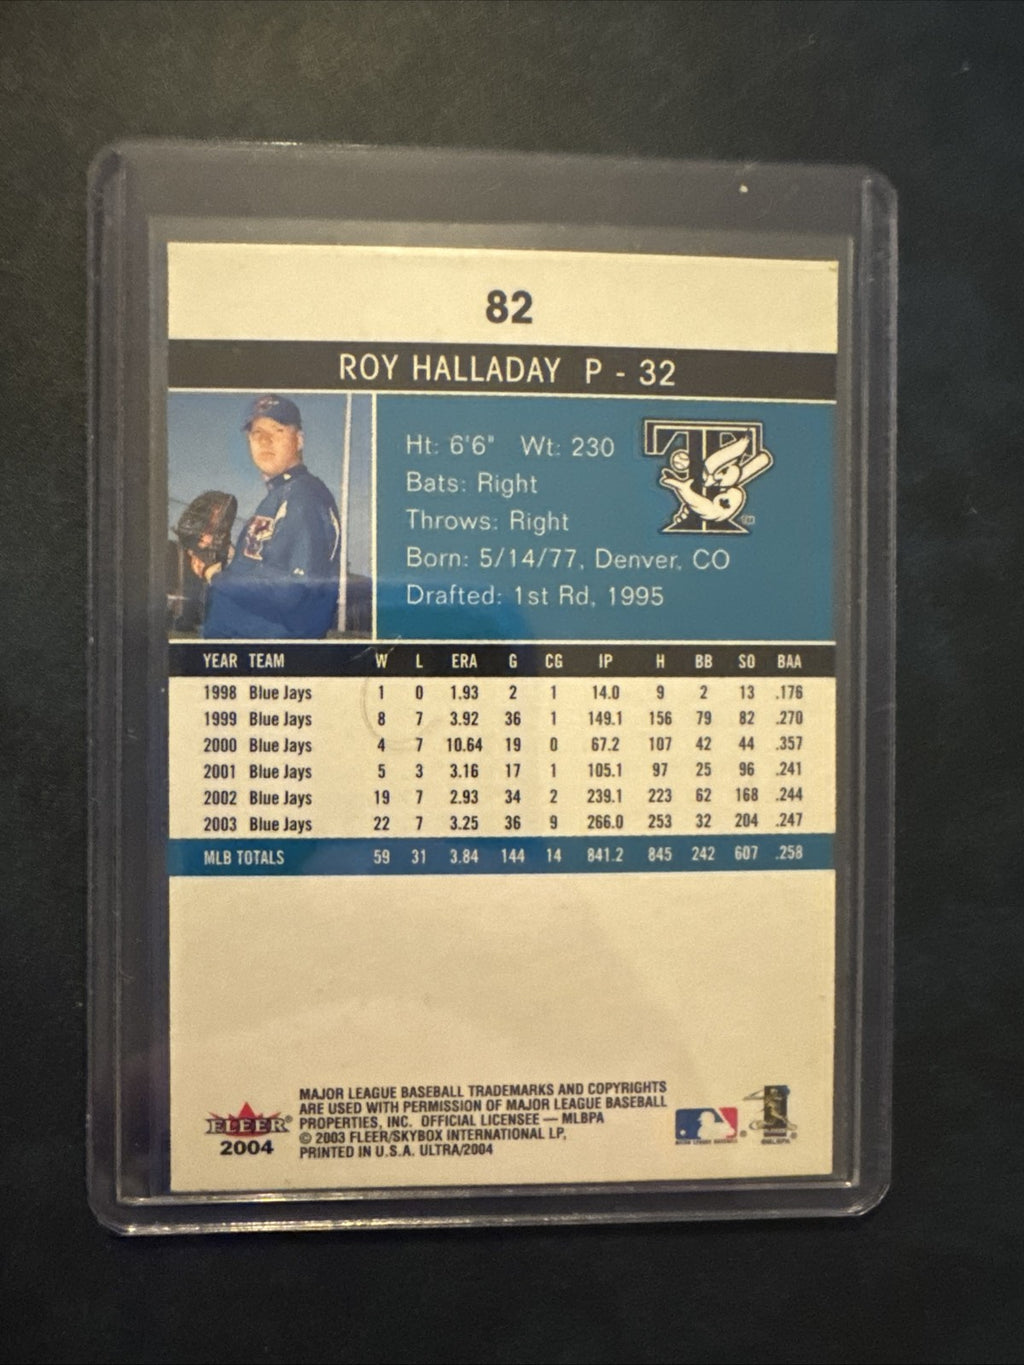 82
ROY HALLADAY P - 32
Ht: 6'6" Wt: 230
Bats: Right
Throws: Right
Born: 5/14/77, Denver, CO
Drafted: 1st Rd, 1995
YEAR TEAM W L ERA G CG IP H BB SO BAA
1998 Blue Jays 1 0 1.93 2 1 14.0 9 2 13 .176
1999 Blue Jays 8 7 3.92 36 1 149.1 156 79 82 .270
2000 Blue Jays 4 7 10.64 19 0 67.2 107 42 44 .357
2001 Blue Jays 5 3 3.16 17 1 105.1 97 25 96 .241
2002 Blue Jays 19 7 2.93 34 2 239.1 223 62 168 .244
2003 Blue Jays 22 7 3.25 36 9 266.0 253 32 204 .247
MLB TOTALS 59 31 3.84 144 14 841.2 845 242 607 .258
FLEER®
2004
MAJOR LEAGUE BASEBALL TRADEMARKS AND COPYRIGHTS
ARE USED WITH PERMISSION OF MAJOR LEAGUE BASEBALL
PROPERTIES, INC. OFFICIAL LICENSEE — MLBPA
© 2003 FLEER/SKYBOX INTERNATIONAL LP.
PRINTED IN U.S.A. ULTRA/2004